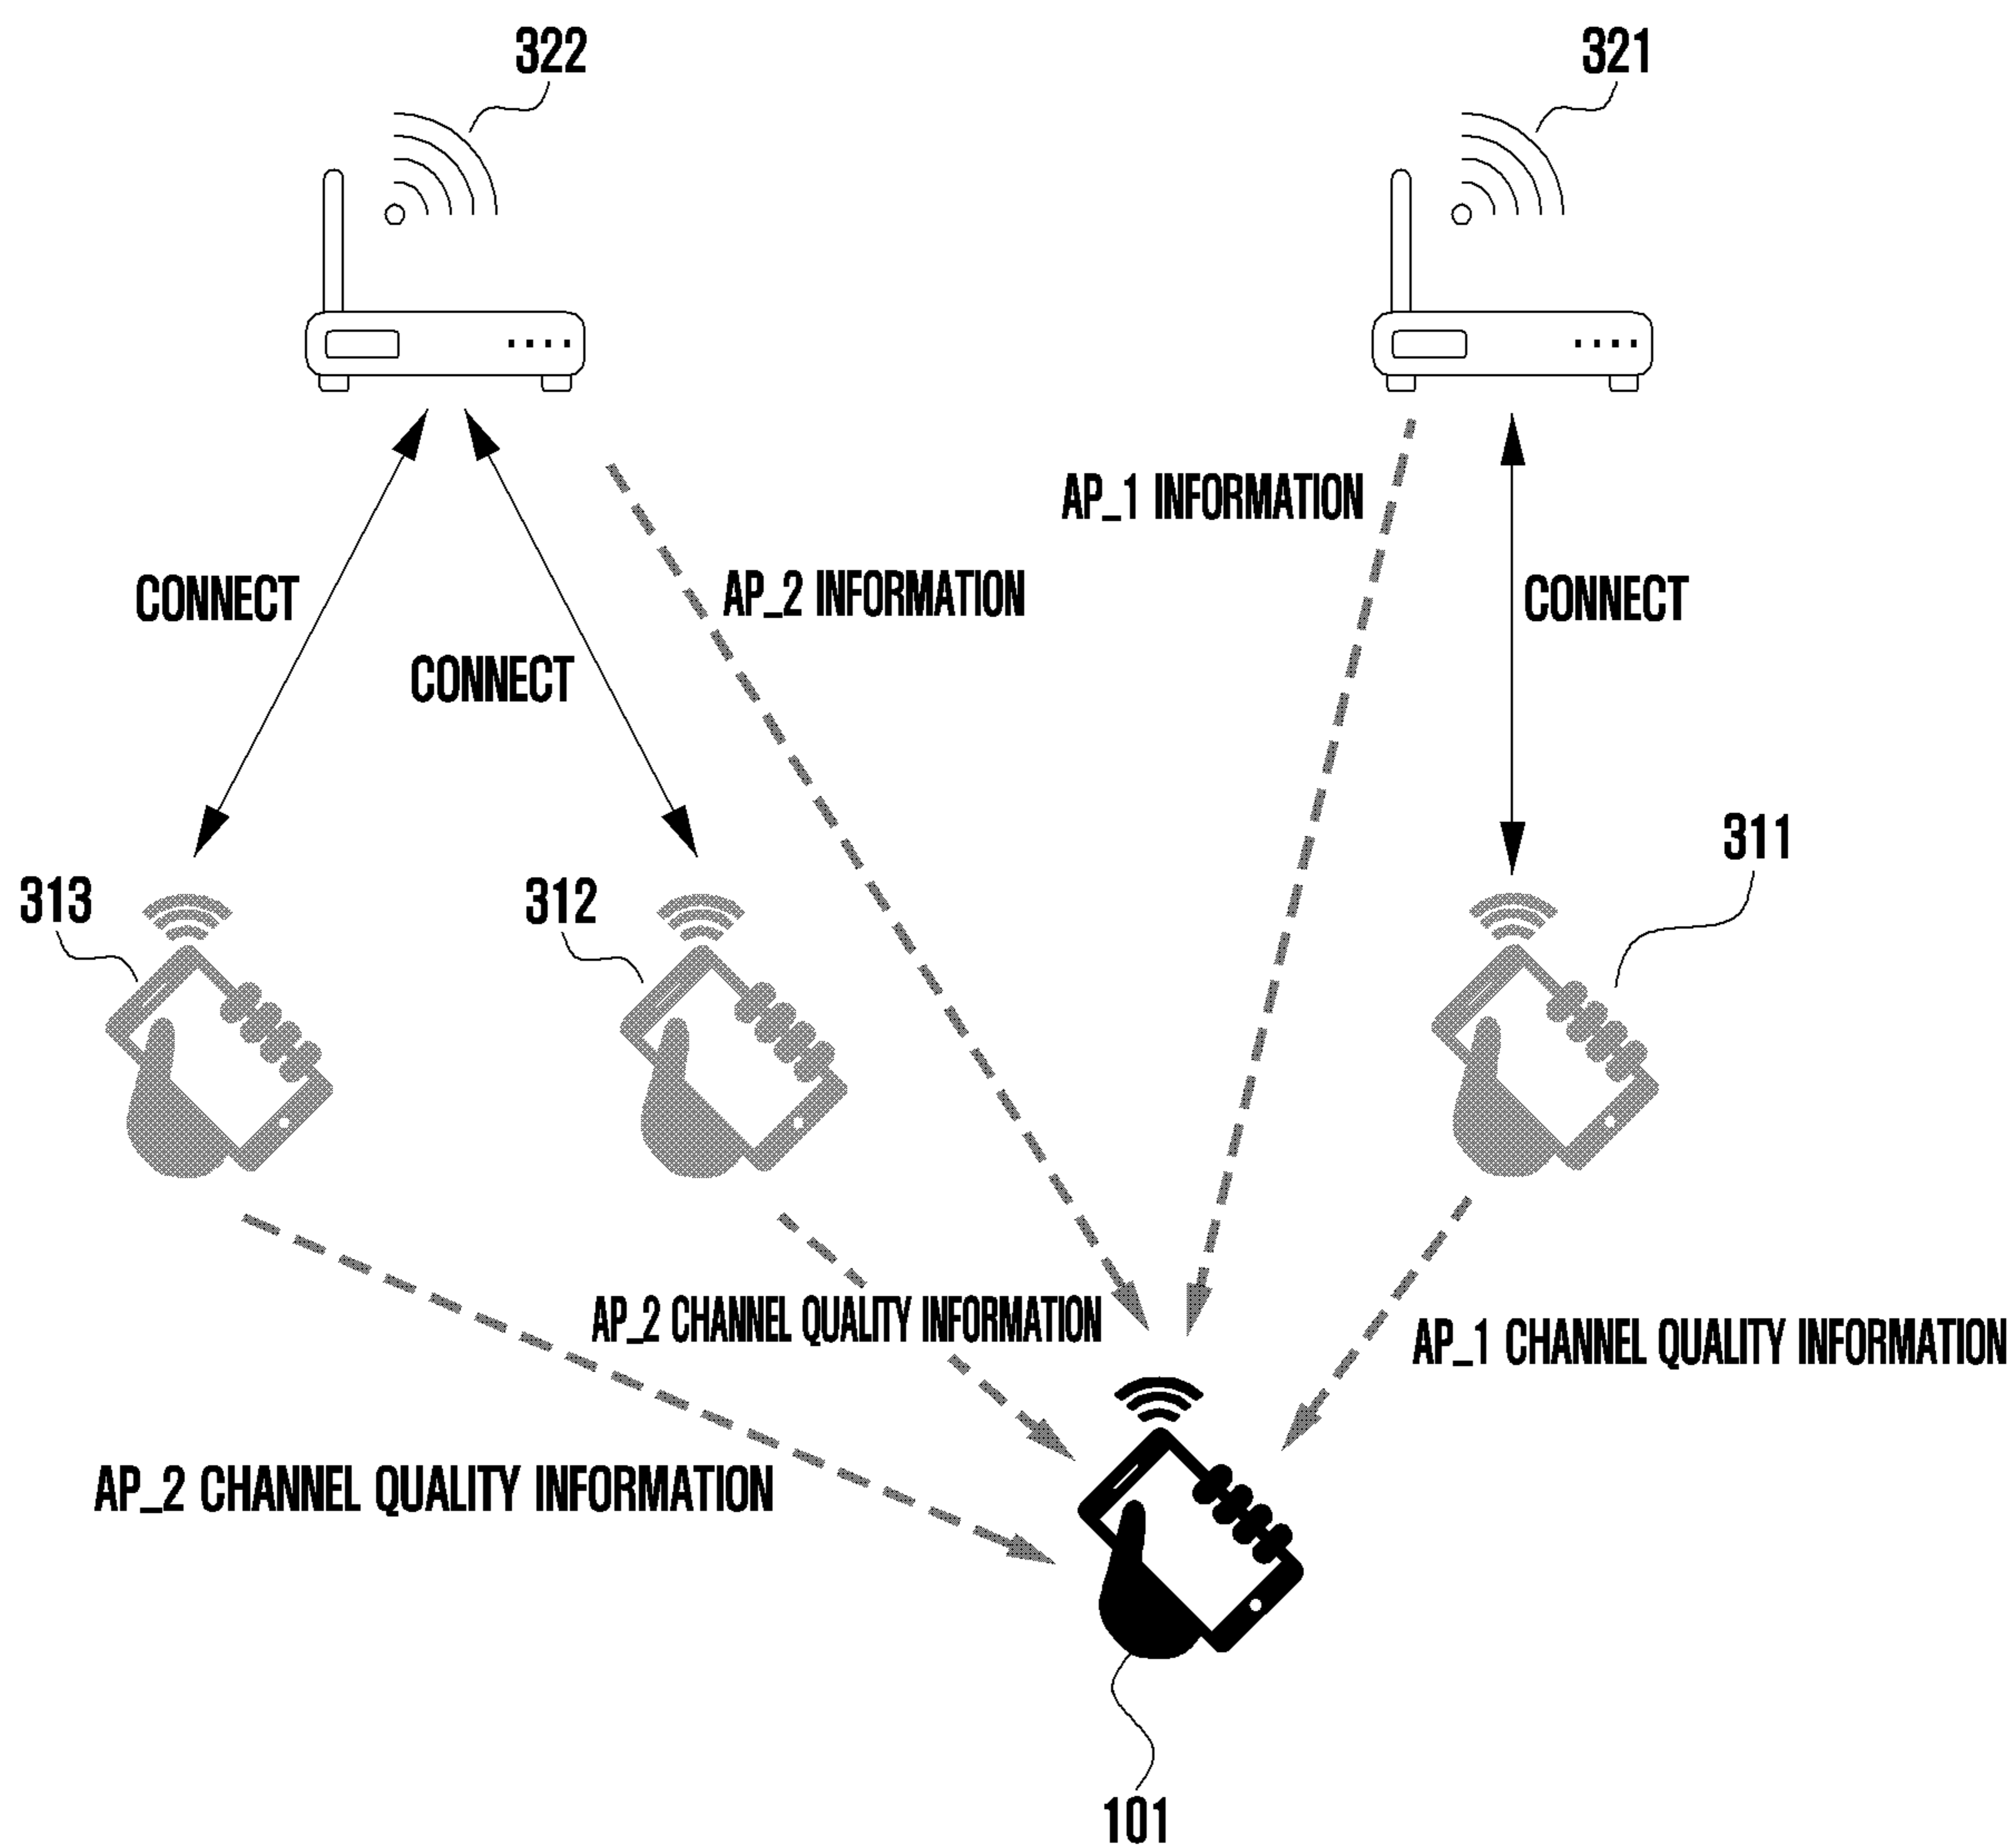 322
321
AP_1 INFORMATION
AP_2 INFORMATION
CONNECT
CONNECT
CONNECT
311
313
312
AP_2 CHANNEL QUALITY INFORMATION
AP_1 CHANNEL QUALITY INFORMATION
AP_2 CHANNEL QUALITY INFORMATION
101